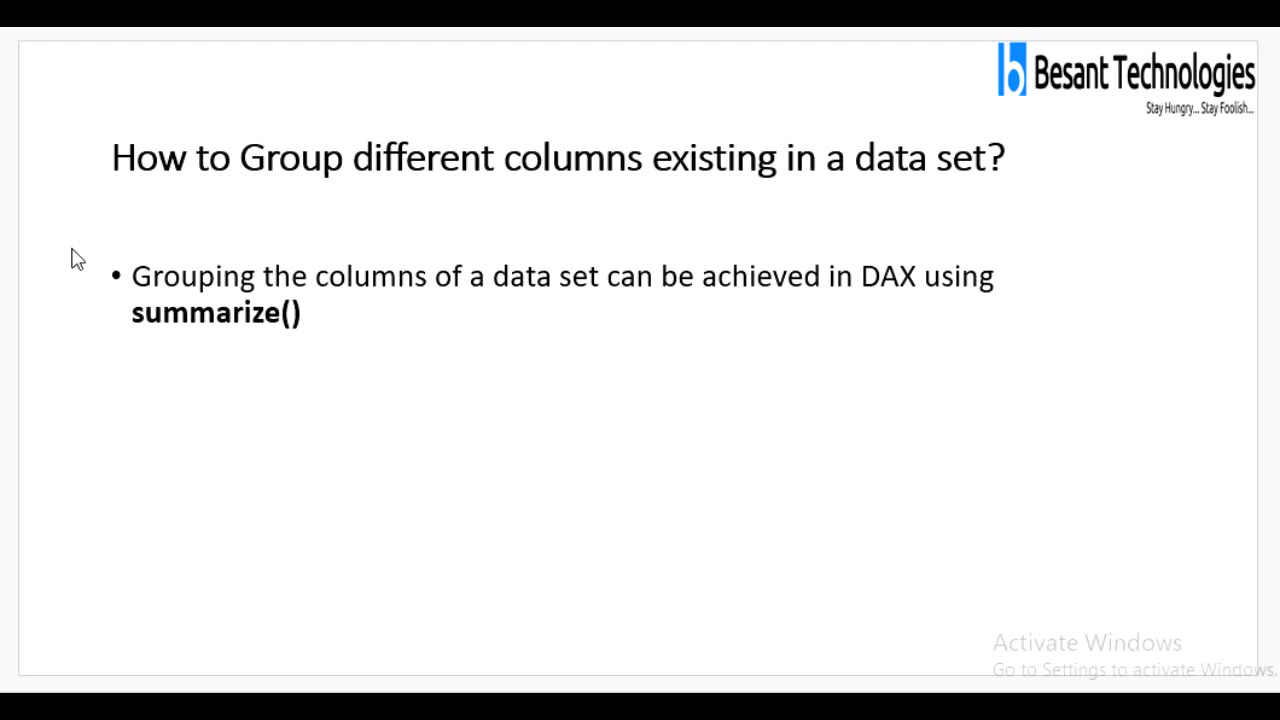 Besant Technologies
Stay Hungry... Stay Foolish...
How to Group different columns existing in a data set?
• Grouping the columns of a data set can be achieved in DAX using
summarize()
Activate Windows
Go to Settings to activate Windows.